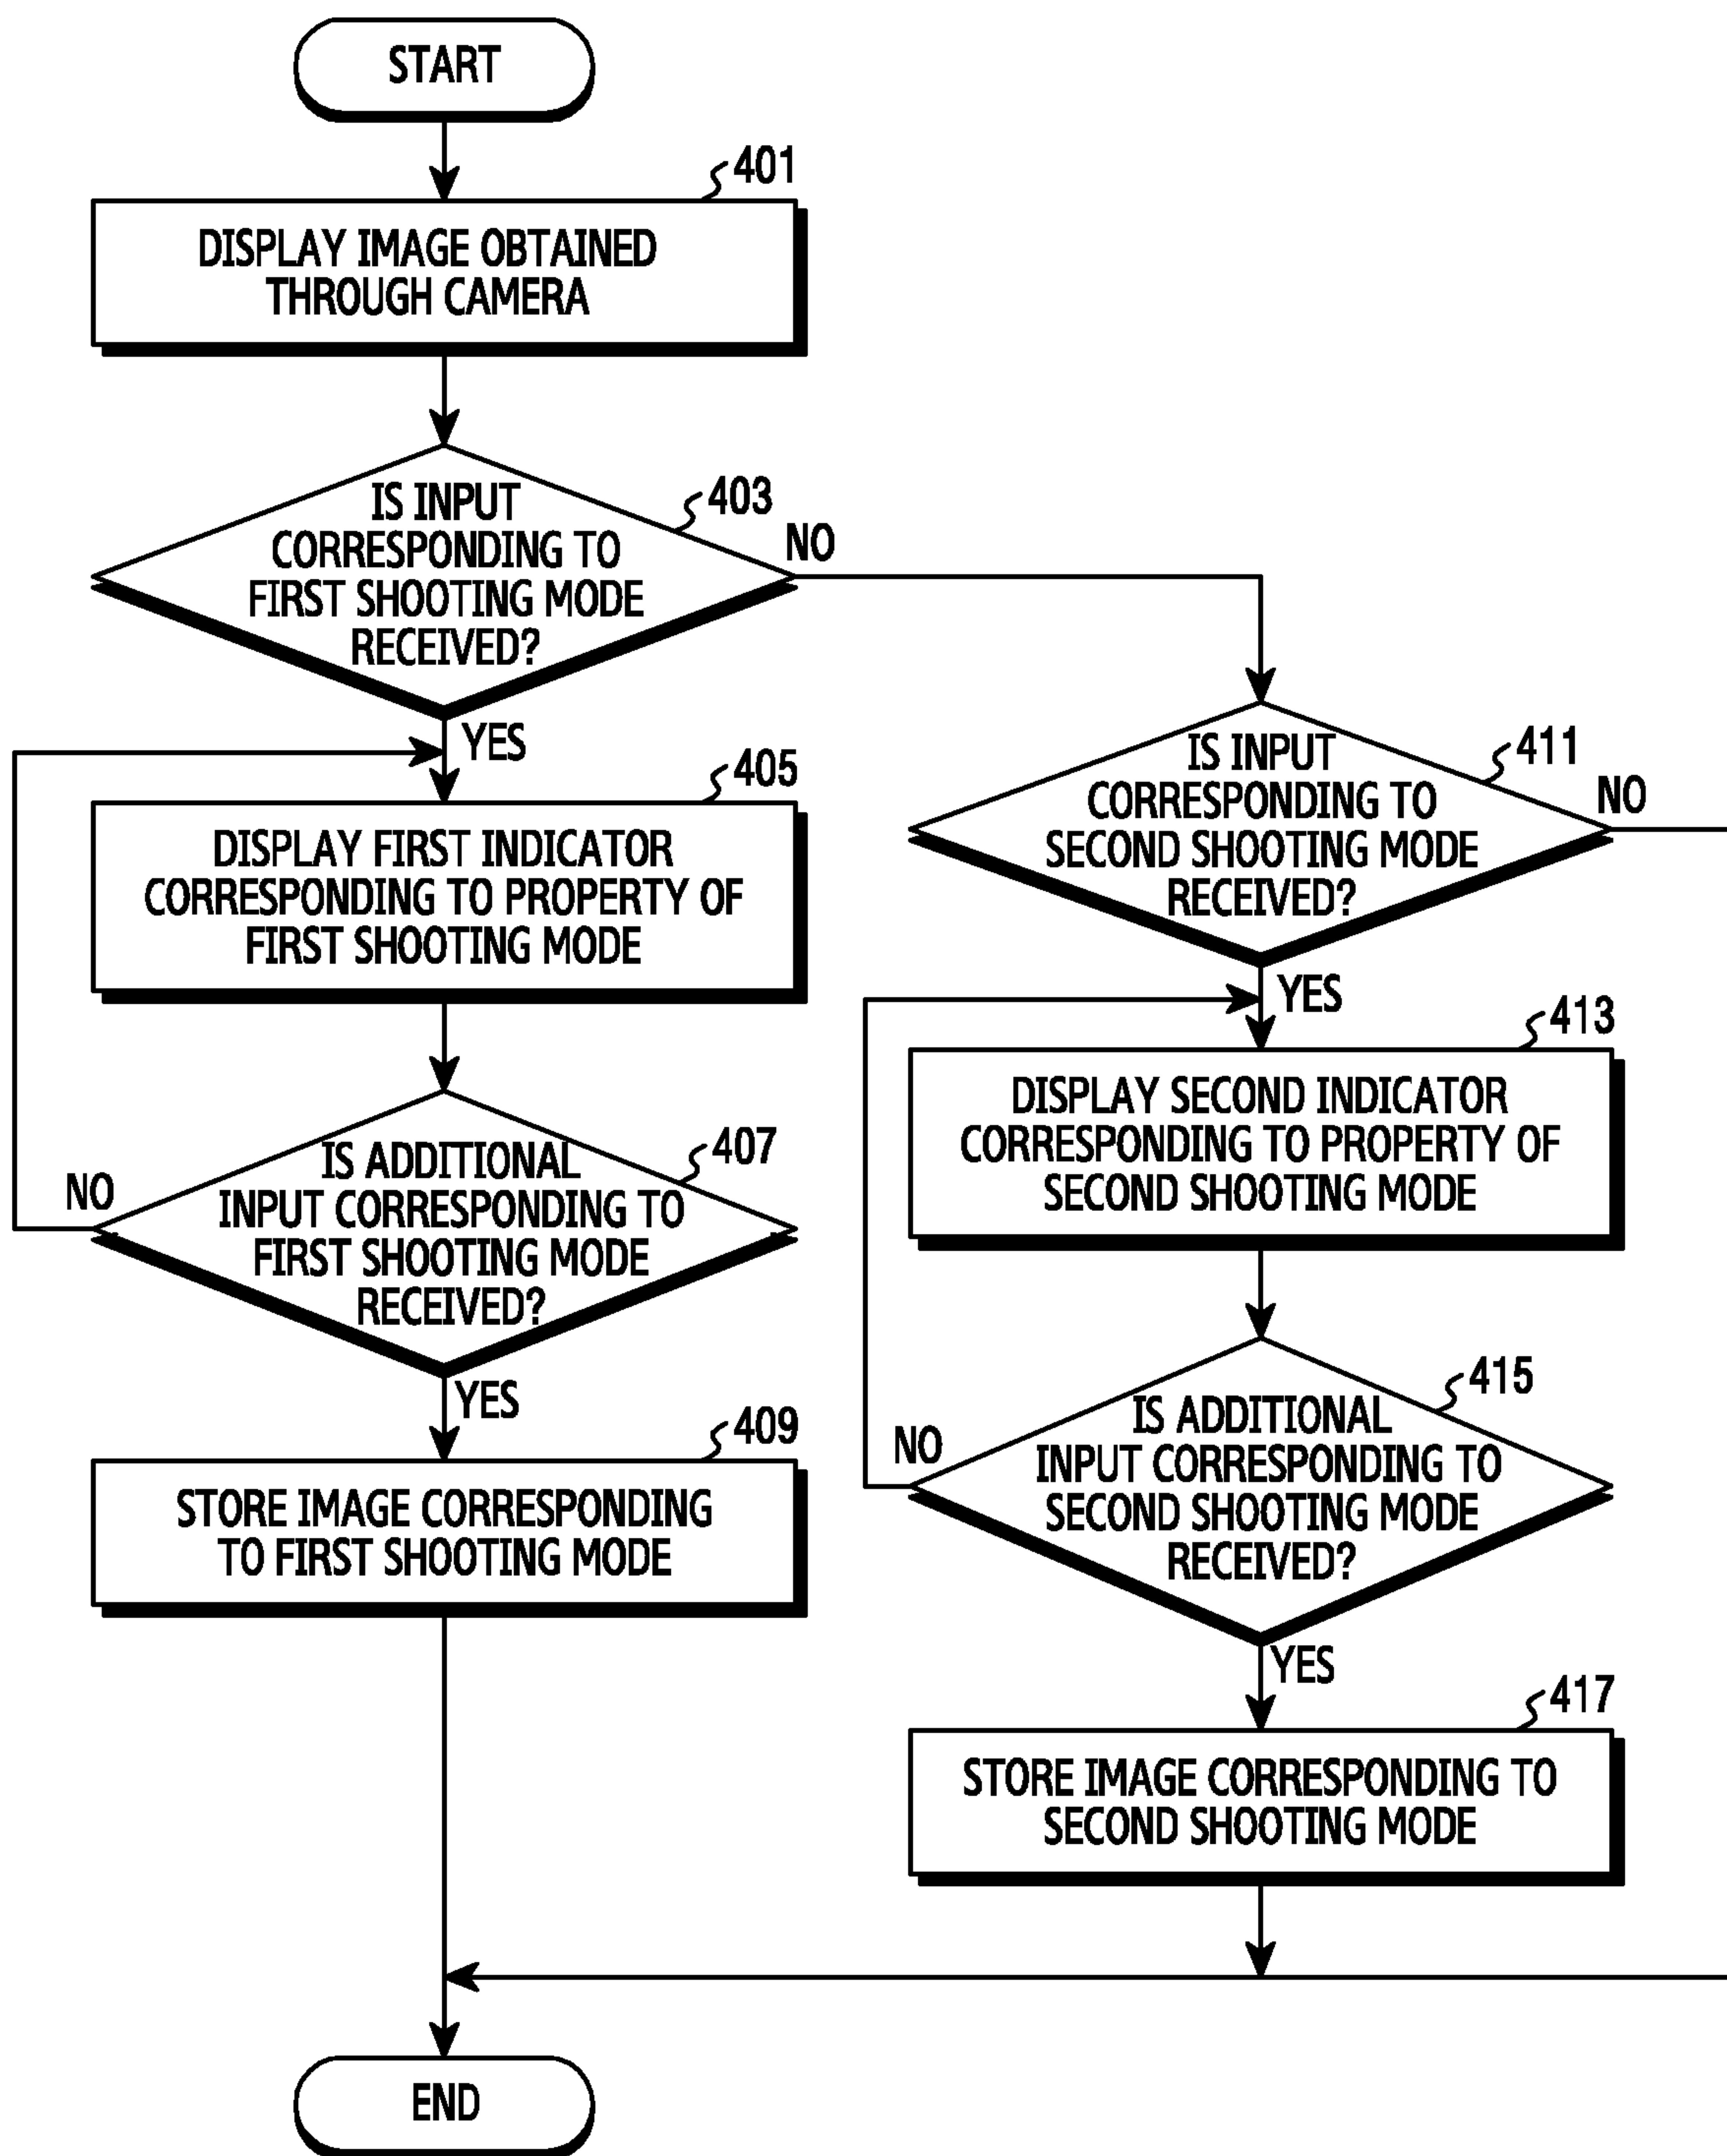 START
401
DISPLAY IMAGE OBTAINED
THROUGH CAMERA
403
IS INPUT
CORRESPONDING TO
FIRST SHOOTING MODE
RECEIVED?
NO
YES
405
DISPLAY FIRST INDICATOR
CORRESPONDING TO PROPERTY OF
FIRST SHOOTING MODE
407
IS ADDITIONAL
INPUT CORRESPONDING TO
FIRST SHOOTING MODE
RECEIVED?
NO
YES
409
STORE IMAGE CORRESPONDING
TO FIRST SHOOTING MODE
411
IS INPUT
CORRESPONDING TO
SECOND SHOOTING MODE
RECEIVED?
NO
YES
413
DISPLAY SECOND INDICATOR
CORRESPONDING TO PROPERTY OF
SECOND SHOOTING MODE
415
IS ADDITIONAL
INPUT CORRESPONDING TO
SECOND SHOOTING MODE
RECEIVED?
NO
YES
417
STORE IMAGE CORRESPONDING TO
SECOND SHOOTING MODE
END